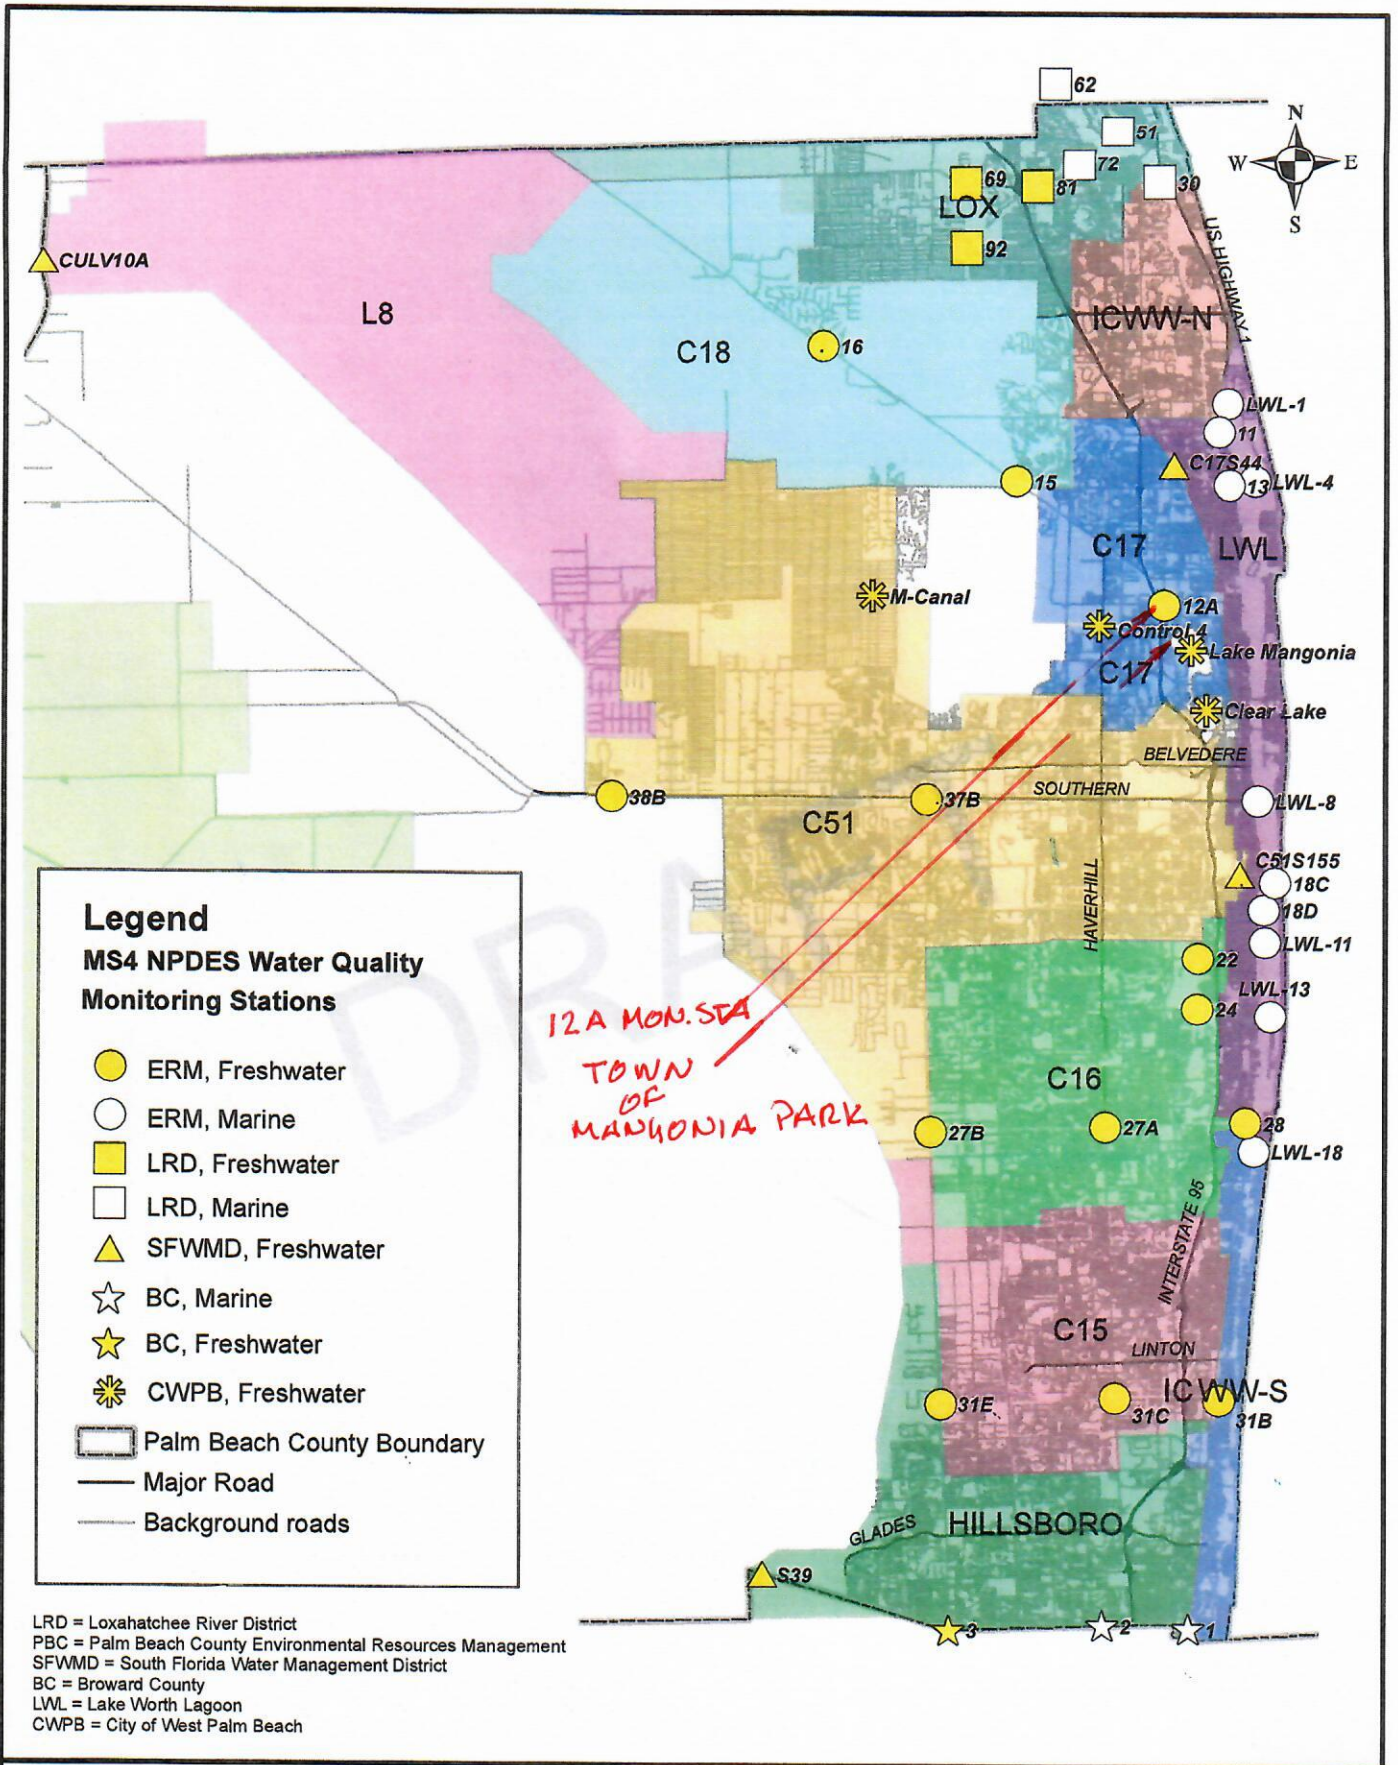 62
51
72
30
69
81
LOX
92
N
W
E
S
US HIGHWAY 1
CULV10A
L8
C18
16
ICWW-N
LWL-1
11
C17S44
13
LWL-4
15
C17
LWL
M-Canal
12A
Control 4
Lake Mangonia
C17
Clear Lake
BELVEDERE
38B
37B
SOUTHERN
LWL-8
C51
C51S155
18C
18D
HAVERHILL
LWL-11
22
LWL-13
24
DRAFT
12A MON. STA
TOWN
OF
MANGONIA PARK
C16
27B
27A
28
LWL-18
INTERSTATE 95
C15
LINTON
ICWW-S
31E
31C
31B
GLADES
HILLSBORO
S39
3
2
1
Legend
MS4 NPDES Water Quality
Monitoring Stations
ERM, Freshwater
ERM, Marine
LRD, Freshwater
LRD, Marine
SFWMD, Freshwater
BC, Marine
BC, Freshwater
CWPB, Freshwater
Palm Beach County Boundary
Major Road
Background roads
LRD = Loxahatchee River District
PBC = Palm Beach County Environmental Resources Management
SFWMD = South Florida Water Management District
BC = Broward County
LWL = Lake Worth Lagoon
CWPB = City of West Palm Beach